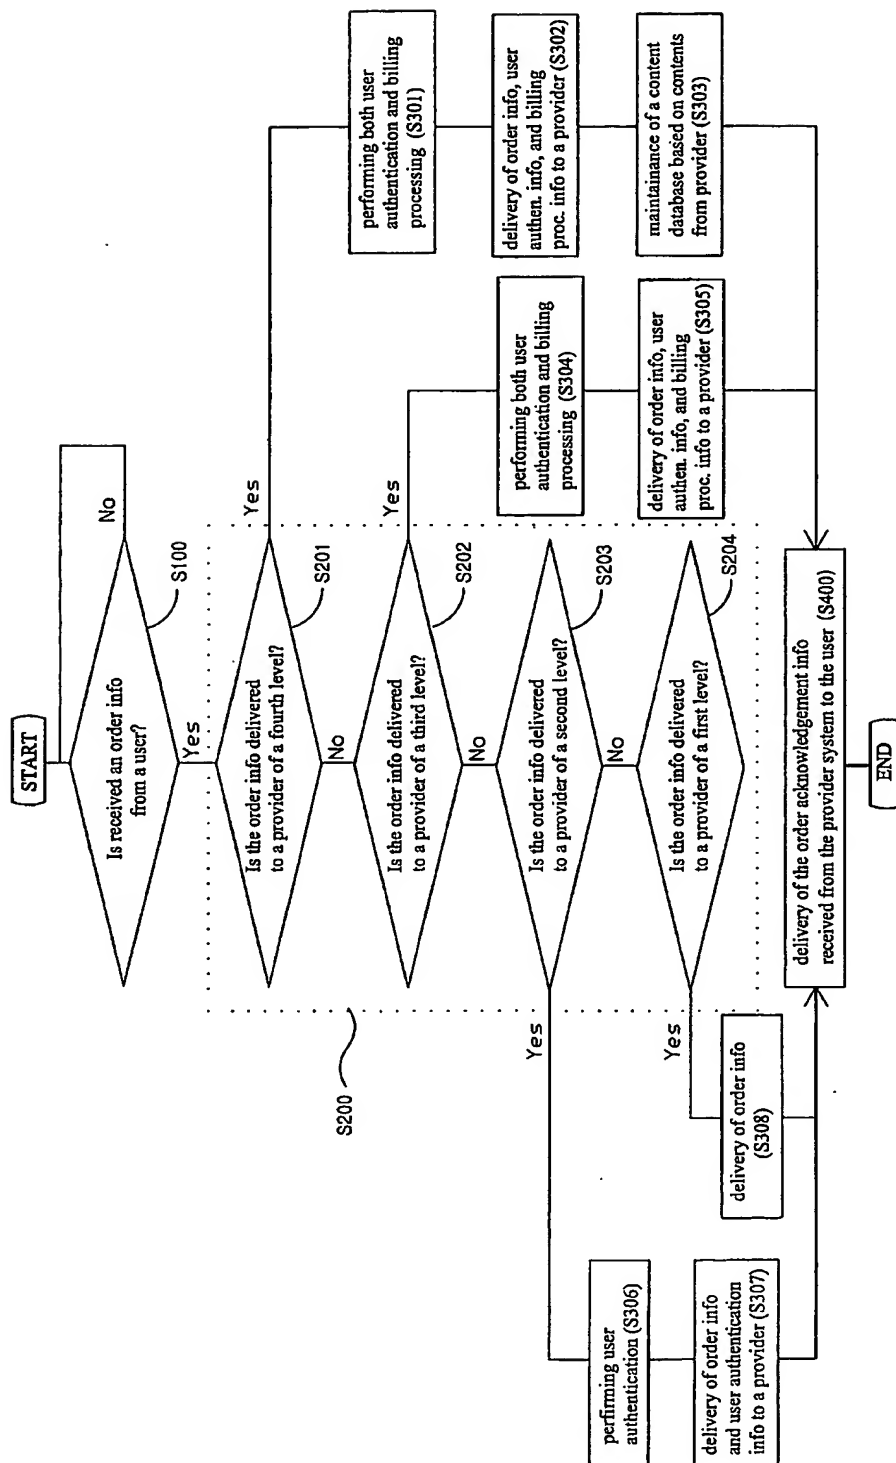 START
Is received an order info
from a user?
No
S100
Yes
Is the order info delivered
to a provider of a fourth level?
S201
Yes
No
Is the order info delivered
to a provider of a third level?
S202
Yes
No
Is the order info delivered
to a provider of a second level?
S203
Yes
No
Is the order info delivered
to a provider of a first level?
S204
Yes
S200
performing both user
authentication and billing
processing (S301)
delivery of order info, user
authen. info, and billing
proc. info to a provider (S302)
maintainance of a content
database based on contents
from provider (S303)
performing both user
authentication and billing
processing (S304)
delivery of order info, user
authen. info, and billing
proc. info to a provider (S305)
perfirming user
authentication (S306)
delivery of order info
and user authentication
info to a provider (S307)
delivery of order info
(S308)
delivery of the order acknowledgement info
received from the provider system to the user (S400)
END